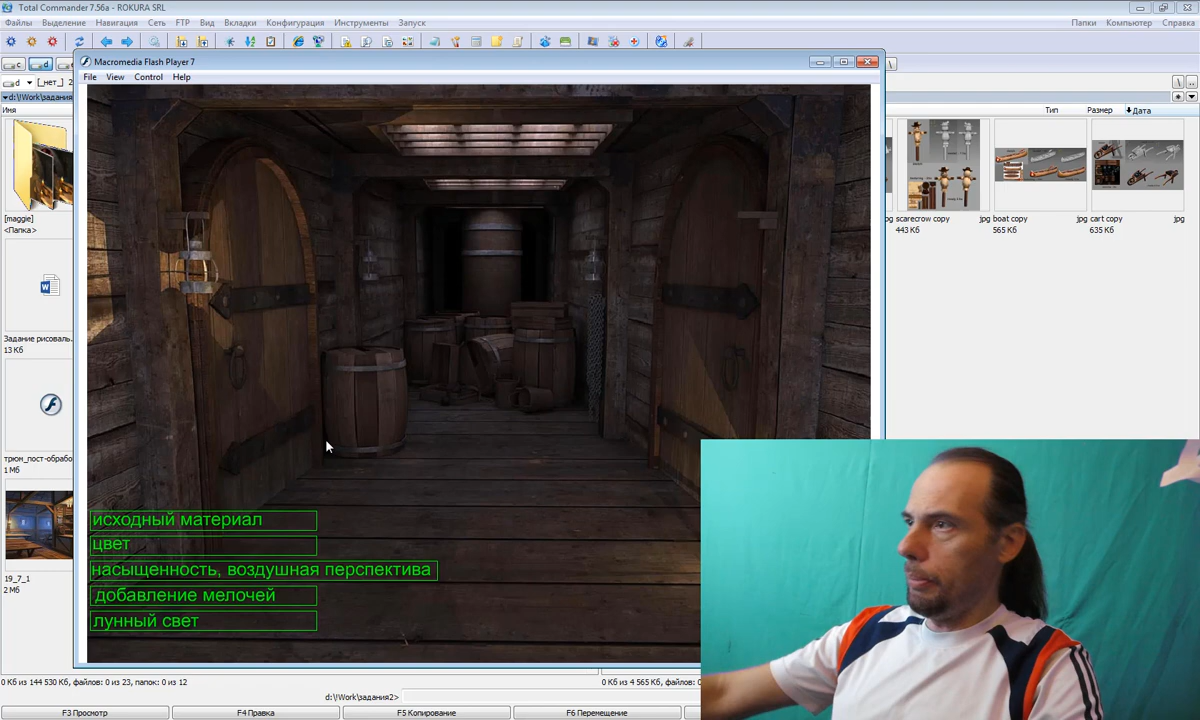 Total Commander 7.56a - ROKURA SRL
Файлы Выделение Навигация Сеть FTP Вид Вкладки Конфигурация Инструменты Запуск
Папки Компьютер Справка
c d
d [_нет_] 2
d:\!Work\задания
Имя
Тип Размер Дата
Macromedia Flash Player 7
File View Control Help
[maggie]
<Папка>
Задание рисоваль..
13 Кб
трюм_пост-обрабо
1 Мб
19_7_1
2 Мб
scarecrow copy jpg
443 Кб
boat copy jpg
565 Кб
cart copy jpg
635 Кб
исходный материал
цвет
насыщенность, воздушная перспектива
добавление мелочей
лунный свет
0 Кб из 144 530 Кб, файлов: 0 из 23, папок: 0 из 12
0 Кб из 4 565 Кб, файлов: 0
d:\!Work\задания2>
F3 Просмотр F4 Правка F5 Копирование F6 Перемещение